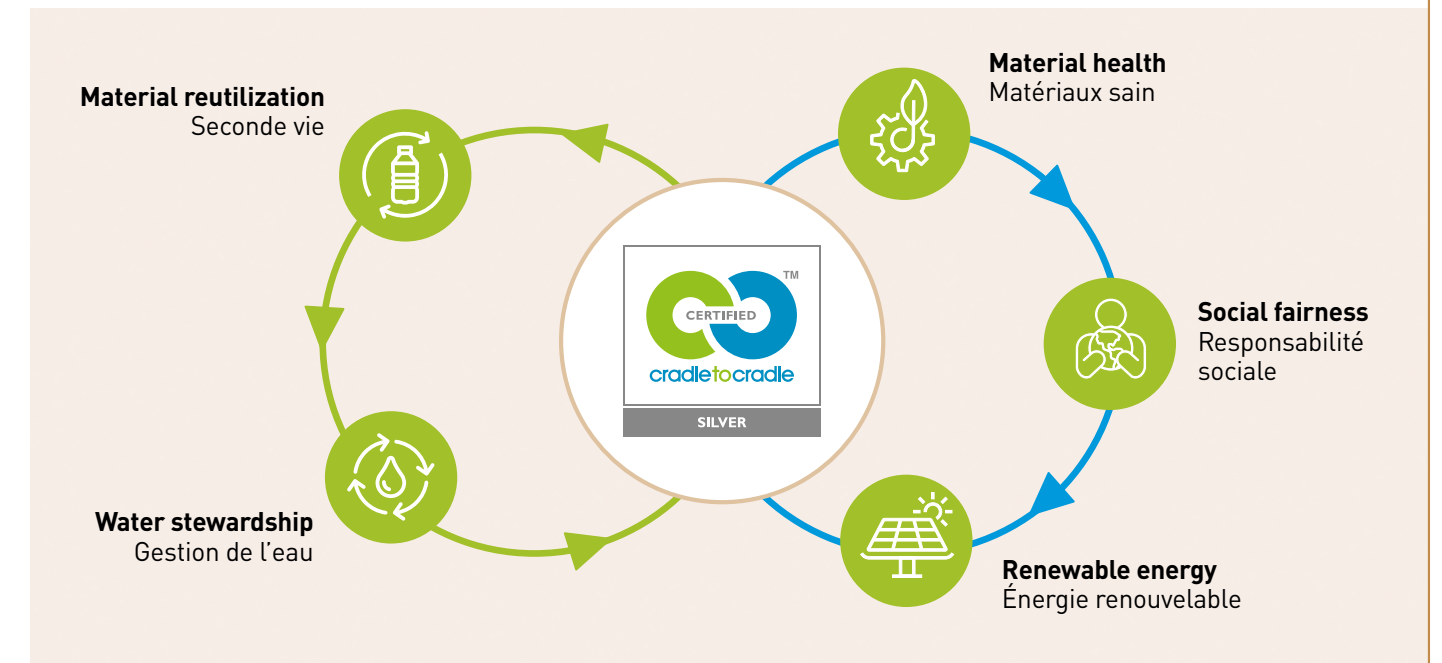 Material health
Matériaux sain
Material reutilization
Seconde vie
TM
CERTIFIED
cradletocradle
SILVER
Social fairness
Responsabilité
sociale
Water stewardship
Gestion de l'eau
Renewable energy
Énergie renouvelable